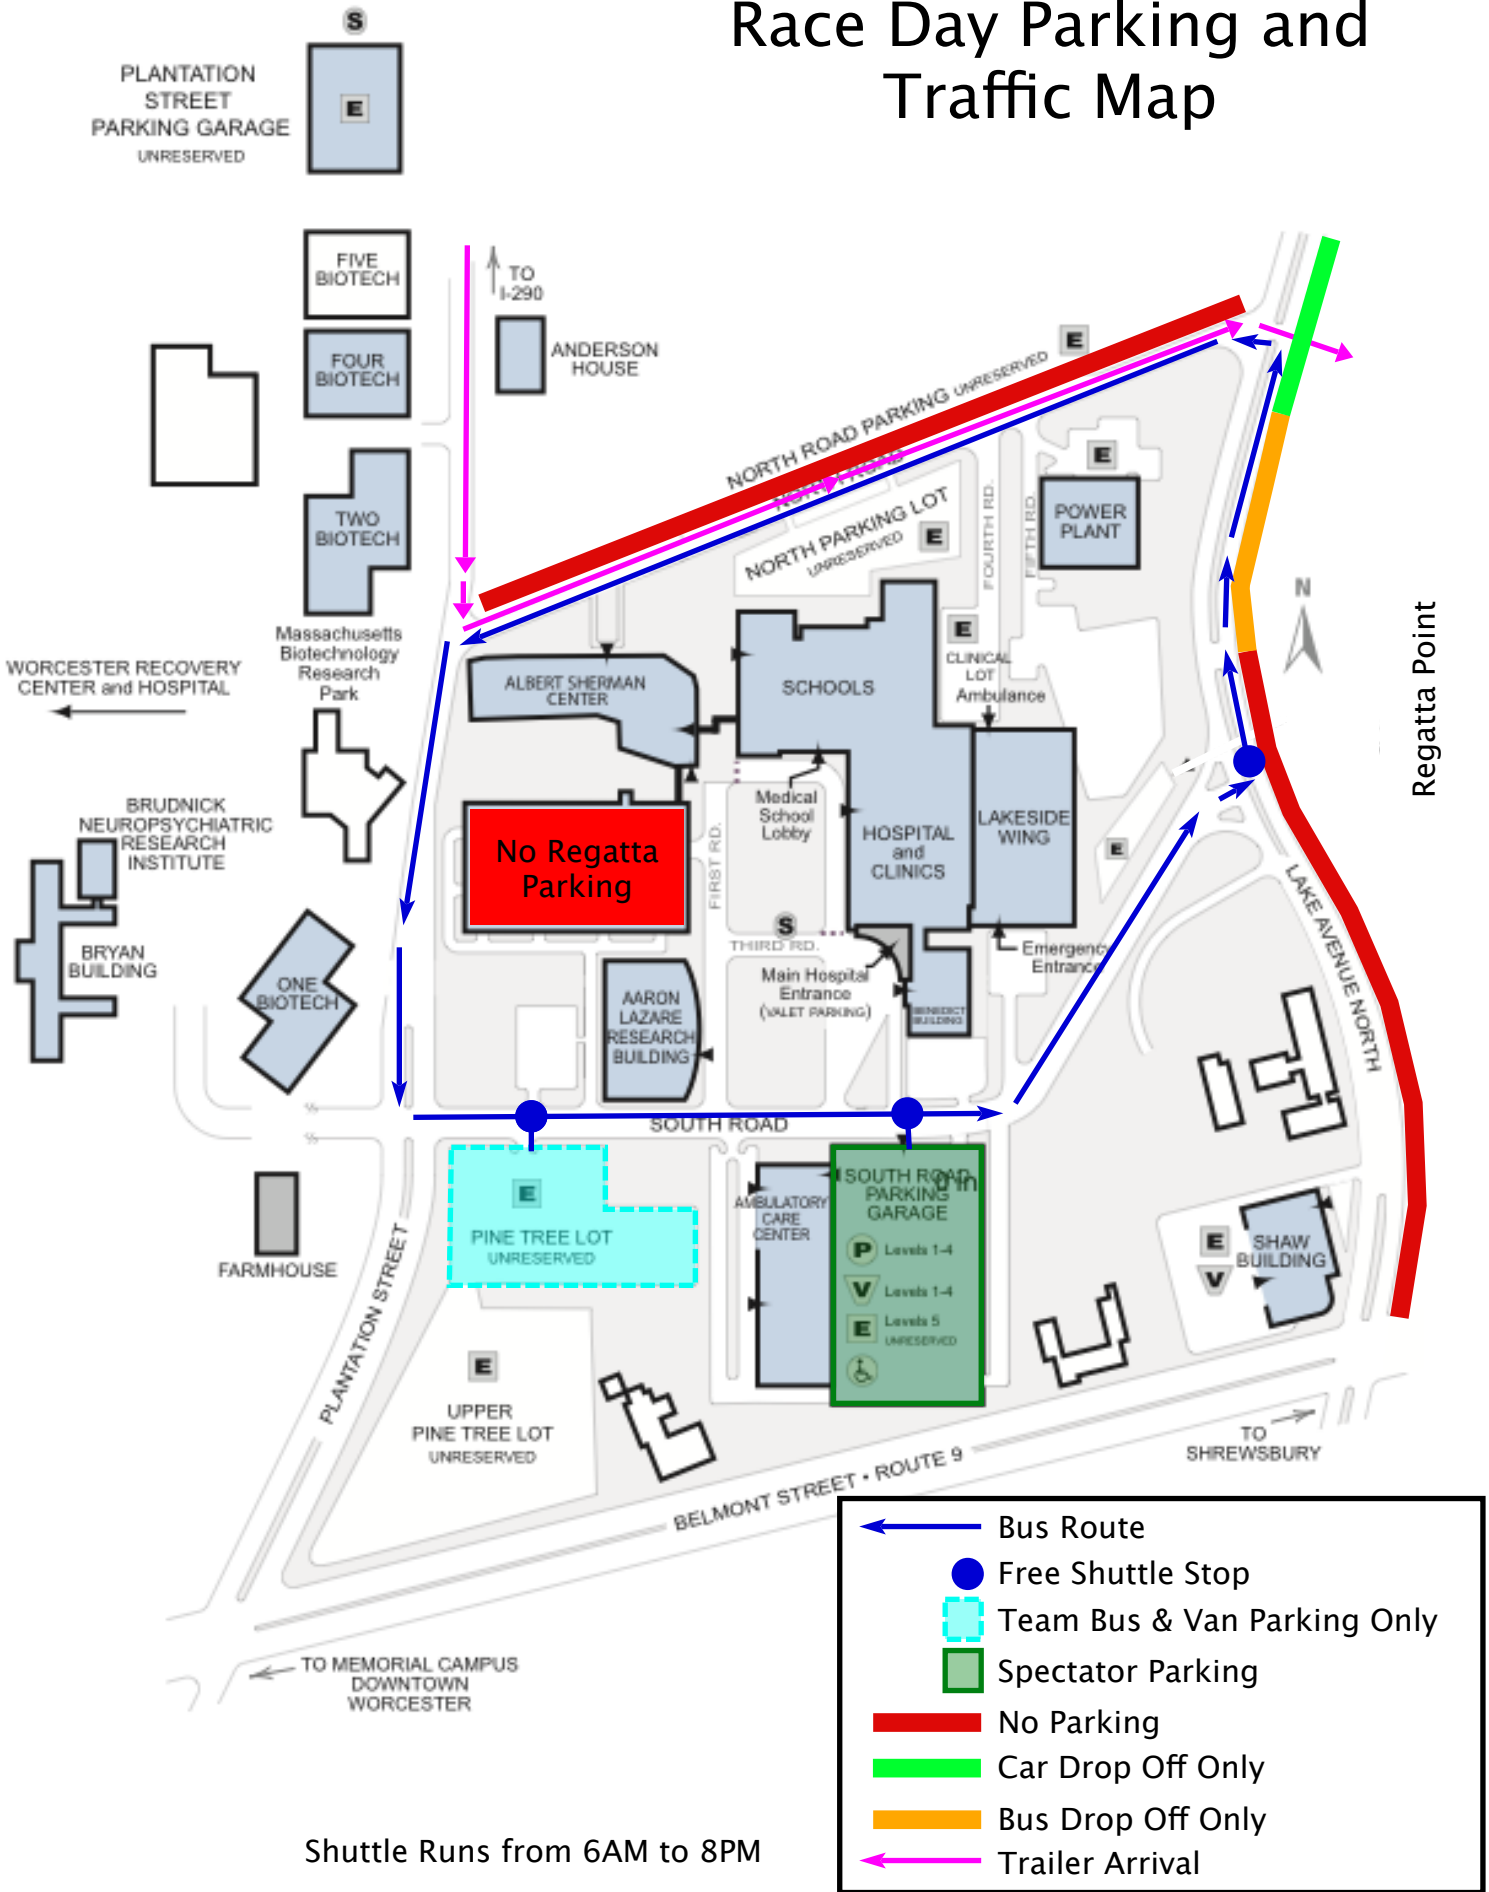 Race Day Parking and
Traffic Map
S
PLANTATION
STREET
PARKING GARAGE
UNRESERVED
E
FIVE
BIOTECH
TO
I-290
FOUR
BIOTECH
ANDERSON
HOUSE
E
NORTH ROAD PARKING UNRESERVED
NORTH ROAD
TWO
BIOTECH
NORTH PARKING LOT
UNRESERVED
E
FOURTH RD.
FIFTH RD.
E
POWER
PLANT
N
Regatta Point
Massachusetts
Biotechnology
Research
Park
WORCESTER RECOVERY
CENTER and HOSPITAL
ALBERT SHERMAN
CENTER
SCHOOLS
E
CLINICAL
LOT
Ambulance
BRUDNICK
NEUROPSYCHIATRIC
RESEARCH
INSTITUTE
No Regatta
Parking
FIRST RD.
Medical
School
Lobby
HOSPITAL
and
CLINICS
LAKESIDE
WING
E
LAKE AVENUE NORTH
BRYAN
BUILDING
ONE
BIOTECH
S
THIRD RD.
Main Hospital
Entrance
(VALET PARKING)
Emergency
Entrance
BENEDICT
BUILDING
AARON
LAZARE
RESEARCH
BUILDING
SOUTH ROAD
FARMHOUSE
PLANTATION STREET
E
PINE TREE LOT
UNRESERVED
AMBULATORY
CARE
CENTER
SOUTH ROAD
PARKING
GARAGE
P Levels 1-4
V Levels 1-4
E Levels 5
UNRESERVED
E
V
SHAW
BUILDING
E
UPPER
PINE TREE LOT
UNRESERVED
TO
SHREWSBURY
BELMONT STREET • ROUTE 9
TO MEMORIAL CAMPUS
DOWNTOWN
WORCESTER
Bus Route
Free Shuttle Stop
Team Bus & Van Parking Only
Spectator Parking
No Parking
Car Drop Off Only
Bus Drop Off Only
Trailer Arrival
Shuttle Runs from 6AM to 8PM